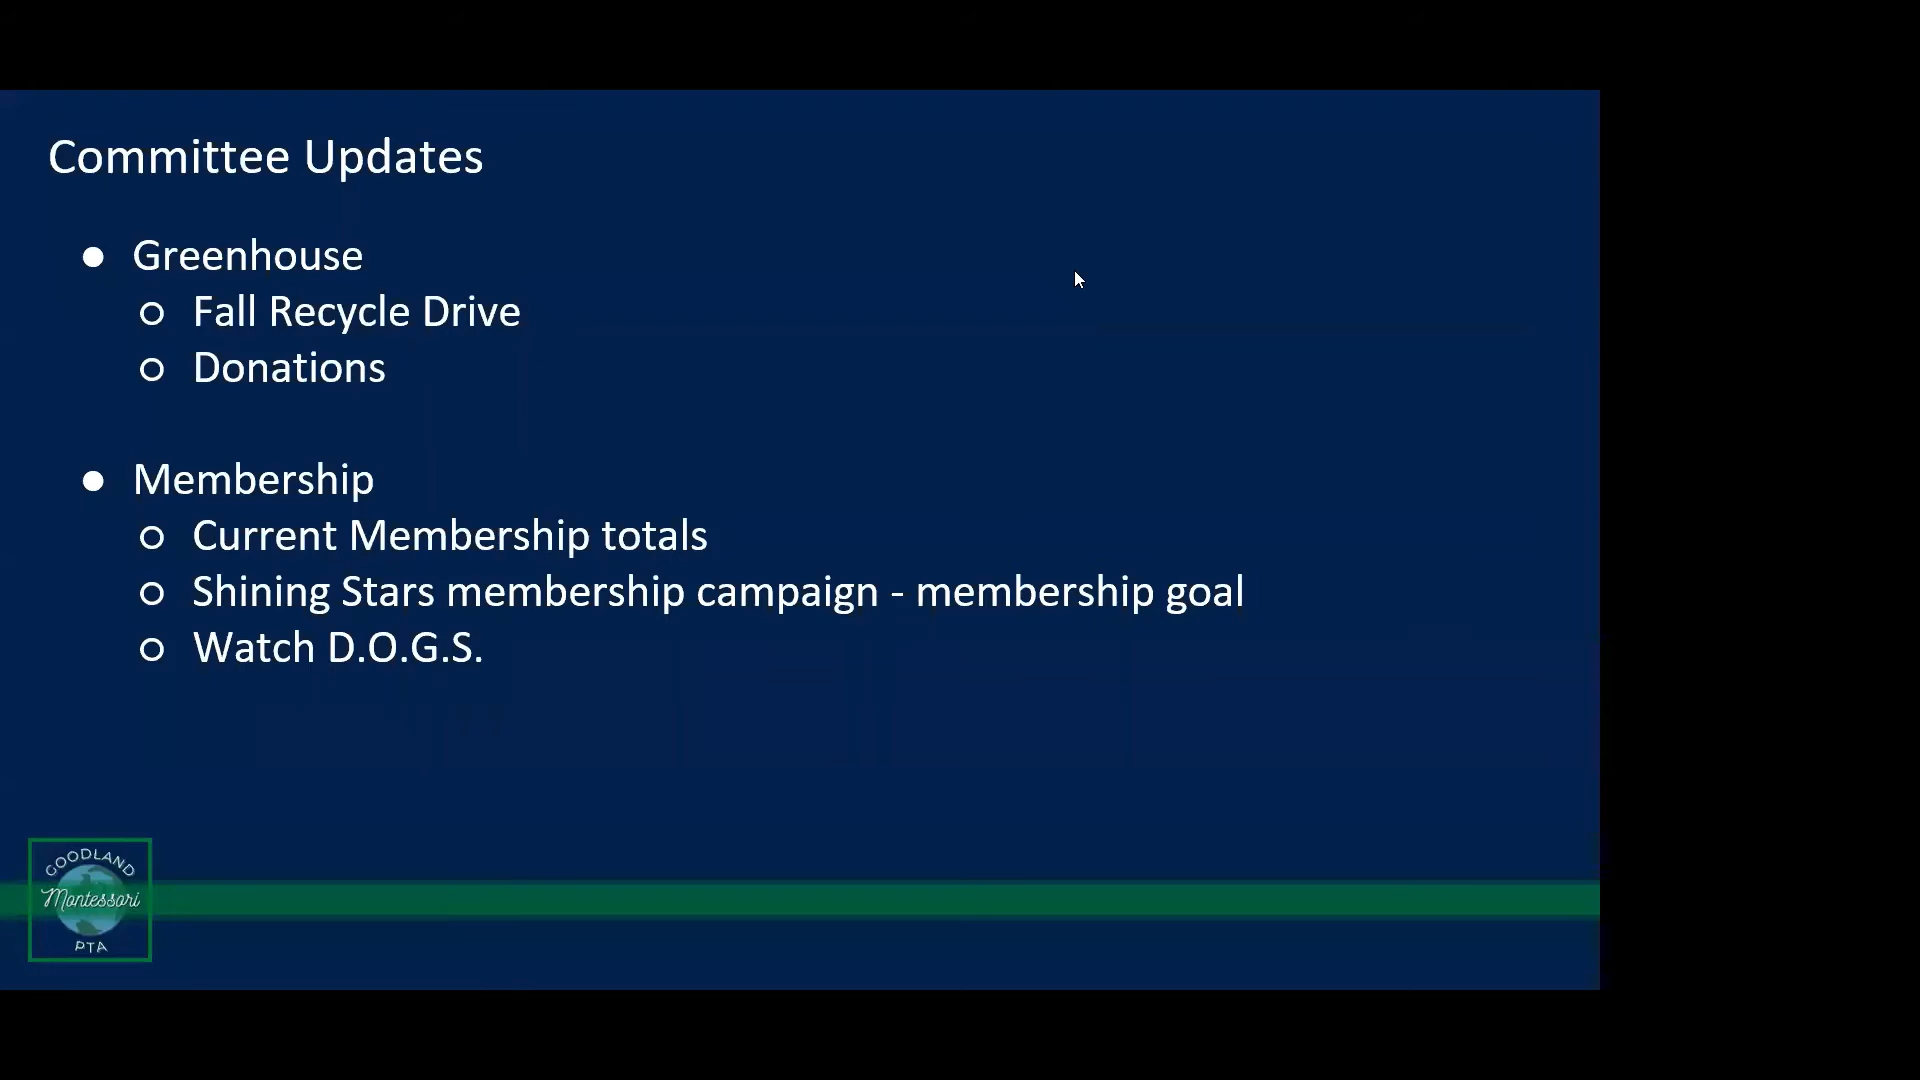 Committee Updates
● Greenhouse
○ Fall Recycle Drive
○ Donations
● Membership
○ Current Membership totals
○ Shining Stars membership campaign - membership goal
○ Watch D.O.G.S.
GOODLAND
Montessori
PTA